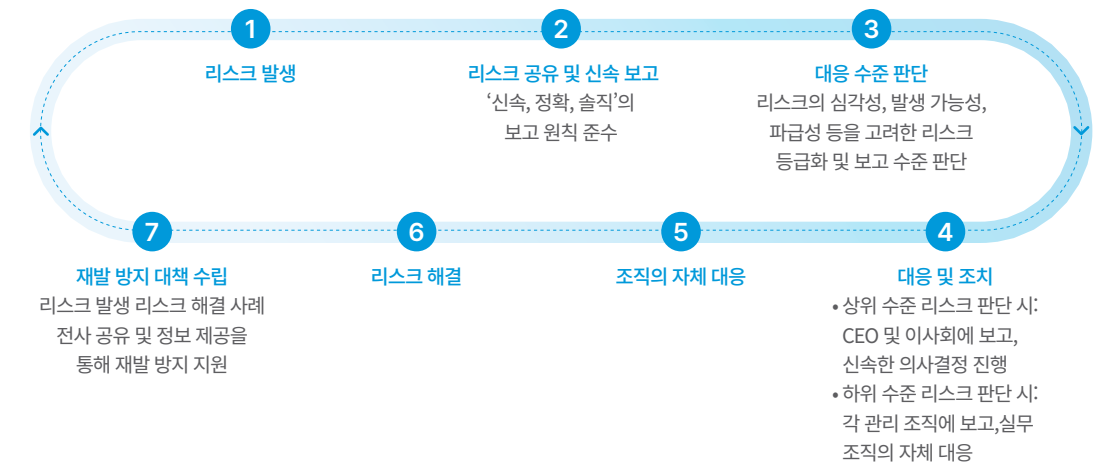 1
리스크 발생
2
리스크 공유 및 신속 보고
‘신속, 정확, 솔직’의
보고 원칙 준수
3
대응 수준 판단
리스크의 심각성, 발생 가능성,
파급성 등을 고려한 리스크
등급화 및 보고 수준 판단
4
대응 및 조치
• 상위 수준 리스크 판단 시:
CEO 및 이사회에 보고,
신속한 의사결정 진행
• 하위 수준 리스크 판단 시:
각 관리 조직에 보고,실무
조직의 자체 대응
5
조직의 자체 대응
6
리스크 해결
7
재발 방지 대책 수립
리스크 발생 리스크 해결 사례
전사 공유 및 정보 제공을
통해 재발 방지 지원